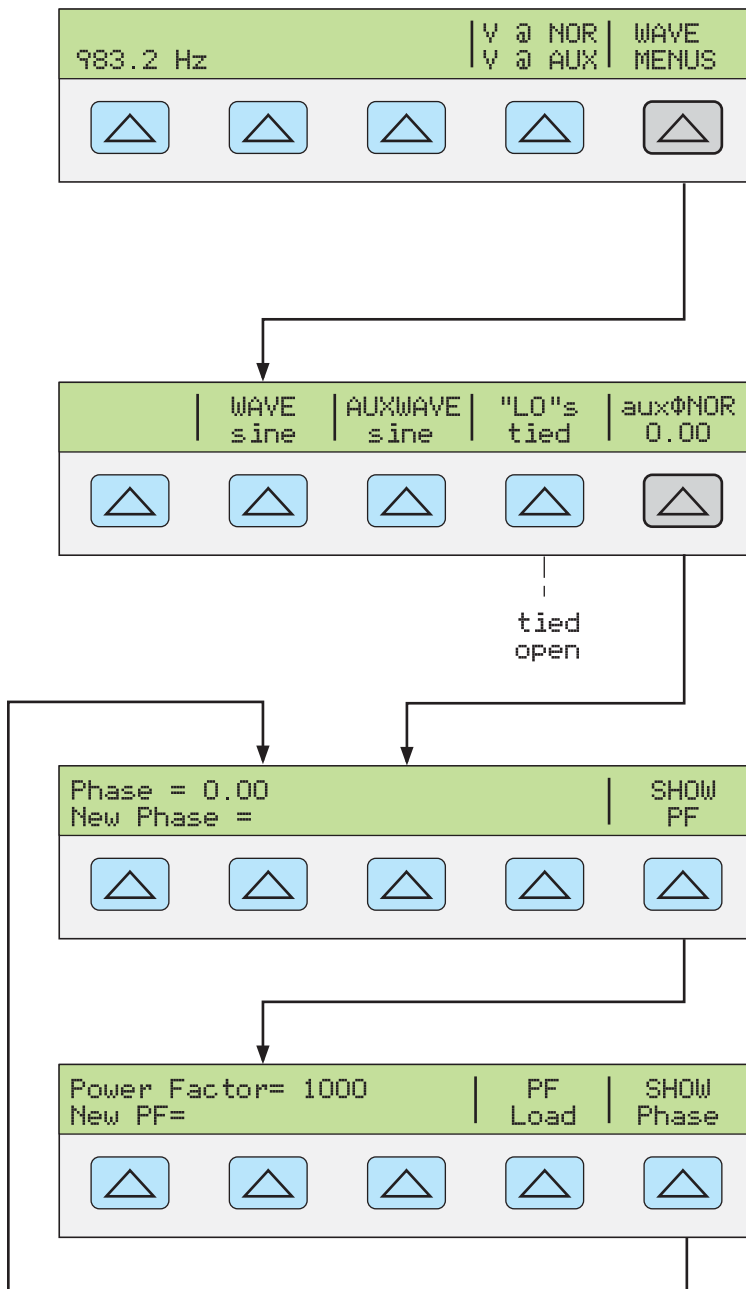 983.2 Hz
V @ NOR
V @ AUX
WAVE
MENUS
WAVE
sine
AUXWAVE
sine
"LO"s
tied
auxΦNOR
0.00
tied
open
Phase = 0.00
New Phase =
SHOW
PF
Power Factor= 1000
New PF=
PF
Load
SHOW
Phase